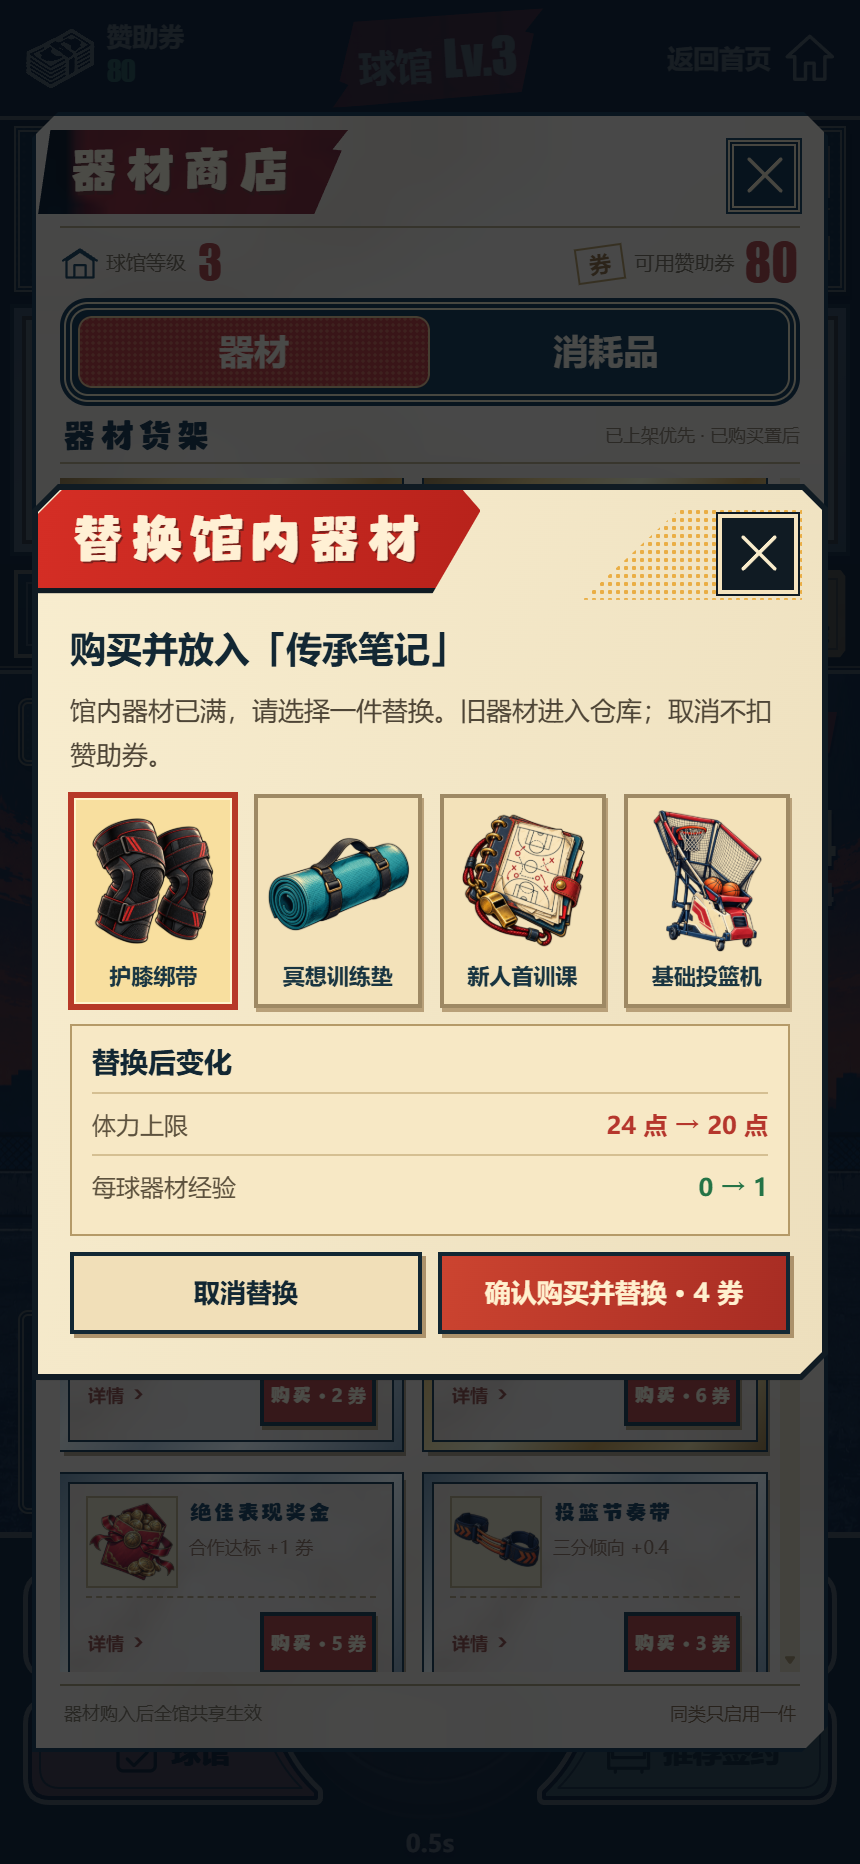 赞助券
80
球馆 Lv.3
返回首页
器材商店
球馆等级 3
券 可用赞助券 80
器材
消耗品
器材货架
已上架优先 · 已购买置后
替换馆内器材
购买并放入「传承笔记」
馆内器材已满，请选择一件替换。旧器材进入仓库；取消不扣
赞助券。
护膝绑带
冥想训练垫
新人首训课
基础投篮机
替换后变化
体力上限
24 点 → 20 点
每球器材经验
0 → 1
取消替换
确认购买并替换 • 4 券
详情 >
购买 • 2 券
详情 >
购买 • 6 券
绝佳表现奖金
合作达标 +1 券
详情 >
购买 • 5 券
投篮节奏带
三分倾向 +0.4
详情 >
购买 • 3 券
器材购入后全馆共享生效
同类只启用一件
球馆
推荐签约
0.5s